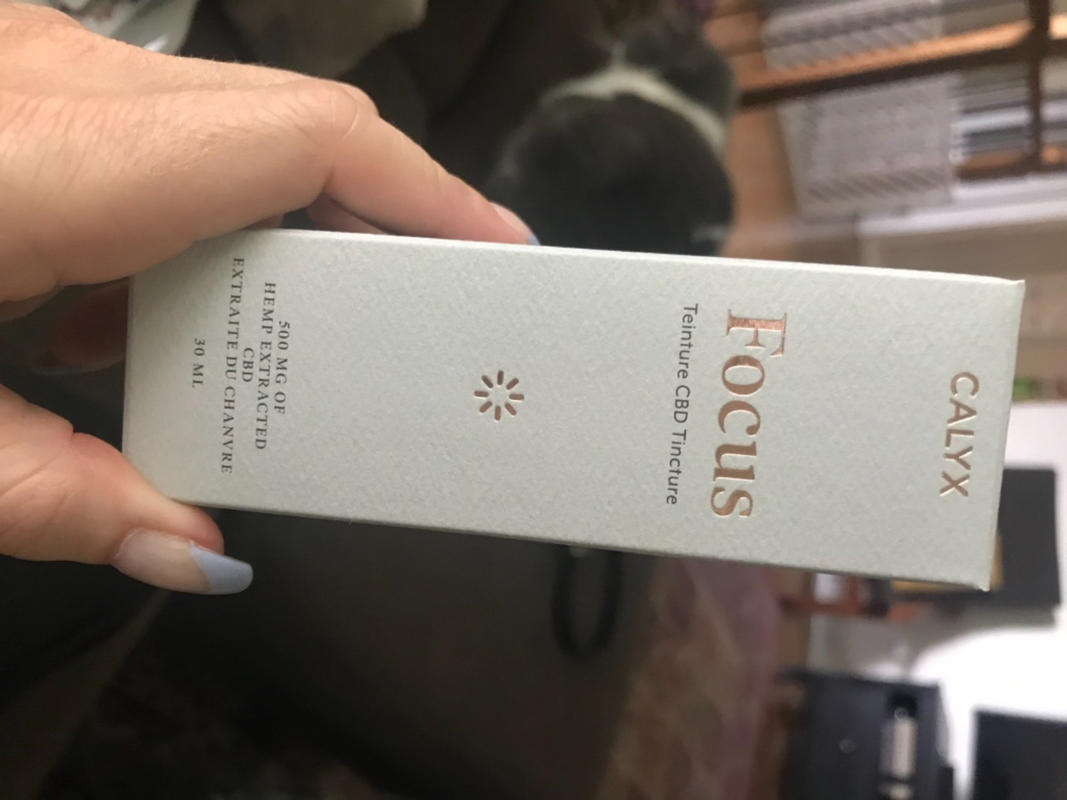 CALYX
Focus
Teinture CBD Tincture
500 MG OF
HEMP EXTRACTED
CBD
EXTRAITE DU CHANVRE
30 ML